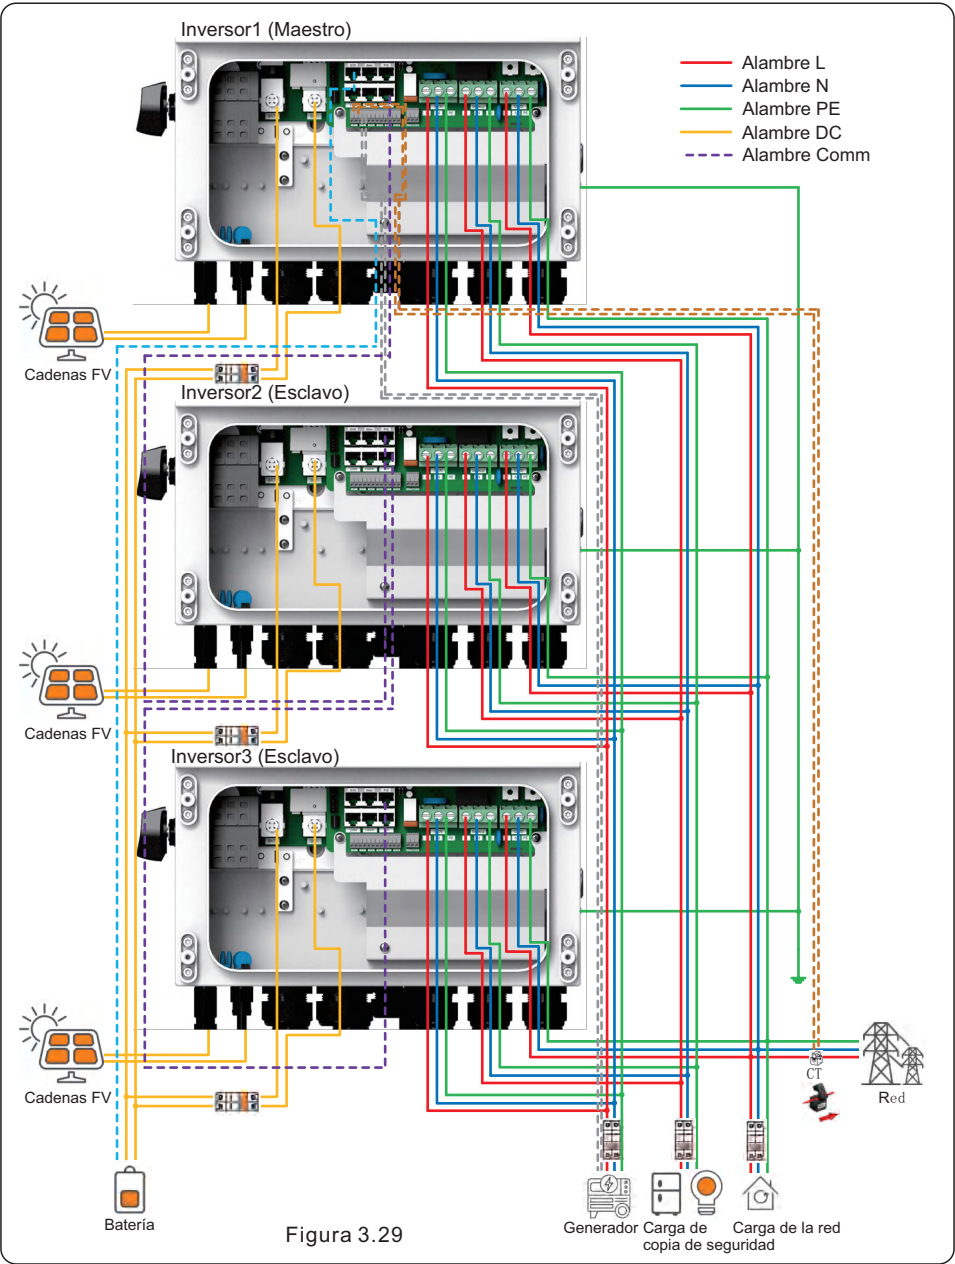 Inversor1 (Maestro)
Alambre L
Alambre N
Alambre PE
Alambre DC
Alambre Comm
Cadenas FV
Inversor2 (Esclavo)
Cadenas FV
Inversor3 (Esclavo)
Cadenas FV
CT
Red
Batería
Generador
Carga de
copia de seguridad
Carga de la red
Figura 3.29